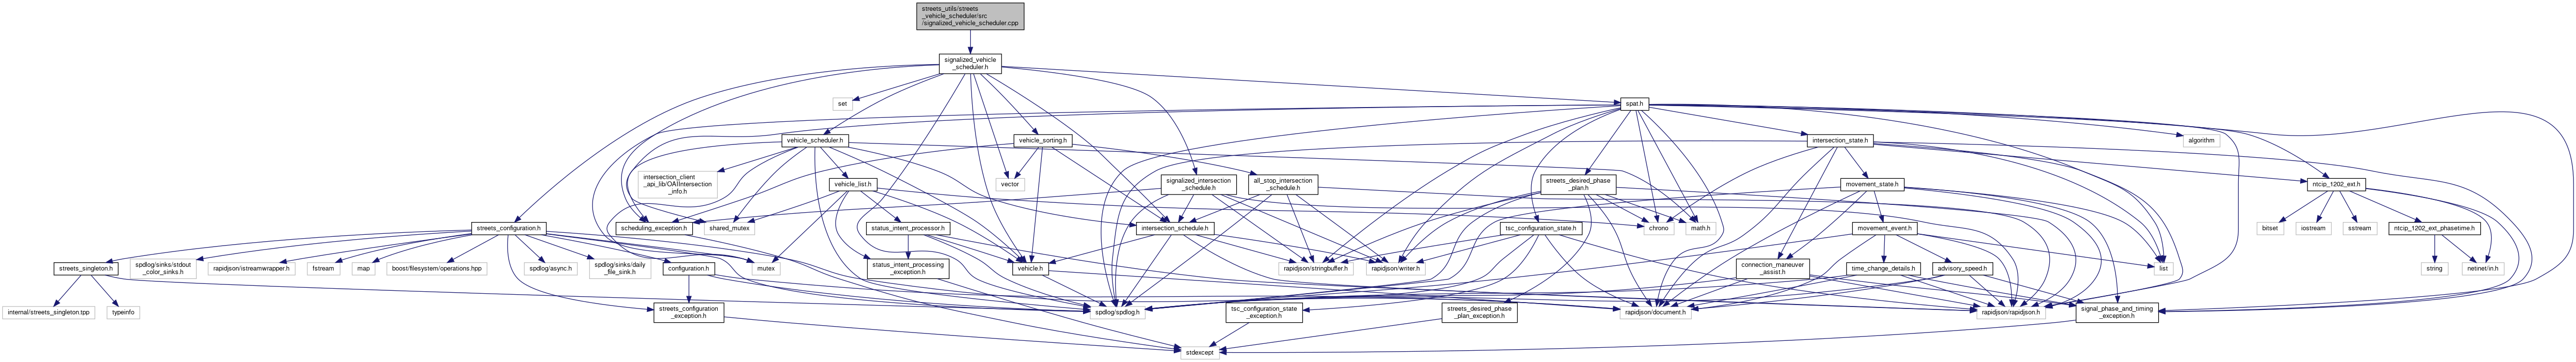 streets_utils/streets
_vehicle_scheduler/src
/signalized_vehicle_scheduler.cpp
signalized_vehicle
_scheduler.h
set
spat.h
vehicle_scheduler.h
vehicle_sorting.h
intersection_state.h
algorithm
intersection_client
_api_lib/OAIIntersection
_info.h
vehicle_list.h
vector
signalized_intersection
_schedule.h
all_stop_intersection
_schedule.h
streets_desired_phase
_plan.h
movement_state.h
ntcip_1202_ext.h
streets_configuration.h
scheduling_exception.h
shared_mutex
status_intent_processor.h
intersection_schedule.h
tsc_configuration_state.h
chrono
math.h
movement_event.h
bitset
iostream
sstream
ntcip_1202_ext_phasetime.h
streets_singleton.h
spdlog/sinks/stdout
_color_sinks.h
rapidjson/istreamwrapper.h
fstream
map
boost/filesystem/operations.hpp
spdlog/async.h
spdlog/sinks/daily
_file_sink.h
configuration.h
mutex
status_intent_processing
_exception.h
vehicle.h
rapidjson/stringbuffer.h
rapidjson/writer.h
connection_maneuver
_assist.h
time_change_details.h
advisory_speed.h
list
string
netinet/in.h
internal/streets_singleton.tpp
typeinfo
streets_configuration
_exception.h
spdlog/spdlog.h
tsc_configuration_state
_exception.h
streets_desired_phase
_plan_exception.h
rapidjson/document.h
rapidjson/rapidjson.h
signal_phase_and_timing
_exception.h
stdexcept